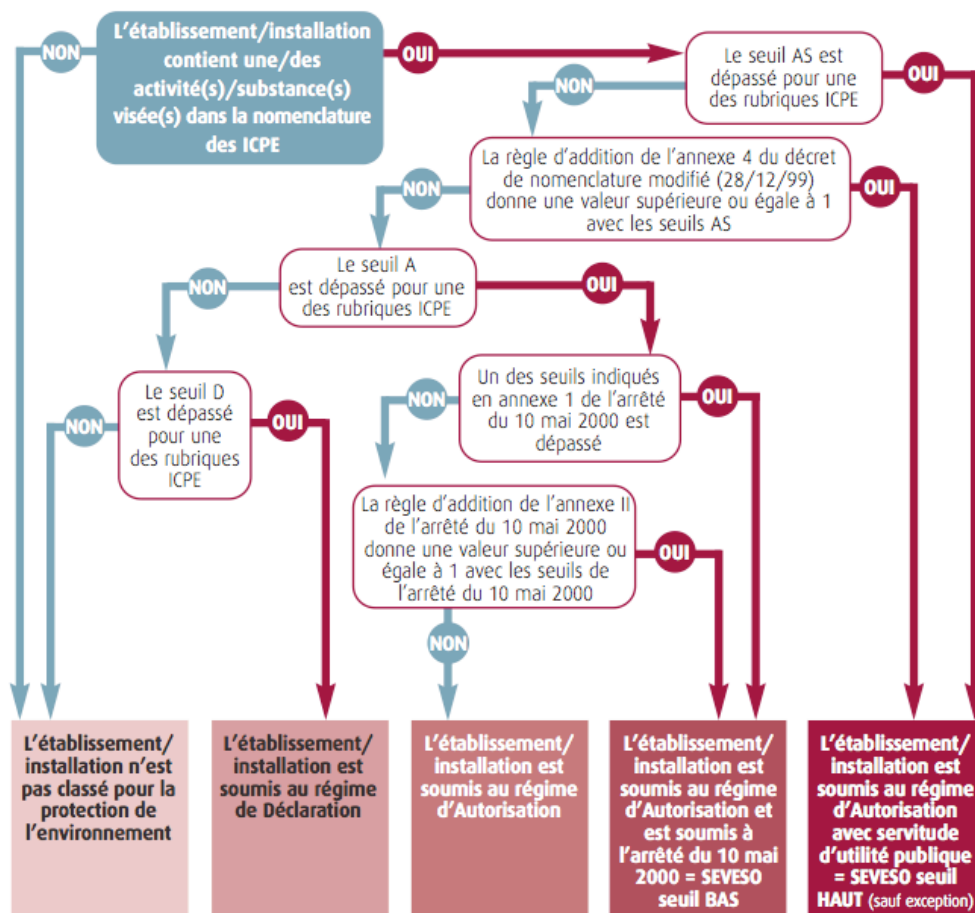 NON
L'établissement/installation
contient une/des
activité(s)/substance(s)
visée(s) dans la nomenclature
des ICPE
OUI
Le seuil AS est
dépassé pour une
des rubriques ICPE
OUI
NON
La règle d'addition de l'annexe 4 du décret
de nomenclature modifié (28/12/99)
donne une valeur supérieure ou égale à 1
avec les seuils AS
OUI
NON
Le seuil A
est dépassé pour une
des rubriques ICPE
NON
OUI
Un des seuils indiqués
en annexe 1 de l'arrêté
du 10 mai 2000 est
dépassé
NON
OUI
Le seuil D
est dépassé
pour une
des rubriques
ICPE
NON
OUI
La règle d'addition de l'annexe II
de l'arrêté du 10 mai 2000
donne une valeur supérieure ou
égale à 1 avec les seuils de
l'arrêté du 10 mai 2000
OUI
NON
L'établissement/
installation n'est
pas classé pour la
protection de
l'environnement
L'établissement/
installation est
soumis au régime
de Déclaration
L'établissement/
installation est
soumis au régime
d'Autorisation
L'établissement/
installation est
soumis au régime
d'Autorisation et
est soumis à
l'arrêté du 10 mai
2000 = SEVESO
seuil BAS
L'établissement/
installation est
soumis au régime
d'Autorisation
avec servitude
d'utilité publique
= SEVESO seuil
HAUT (sauf exception)